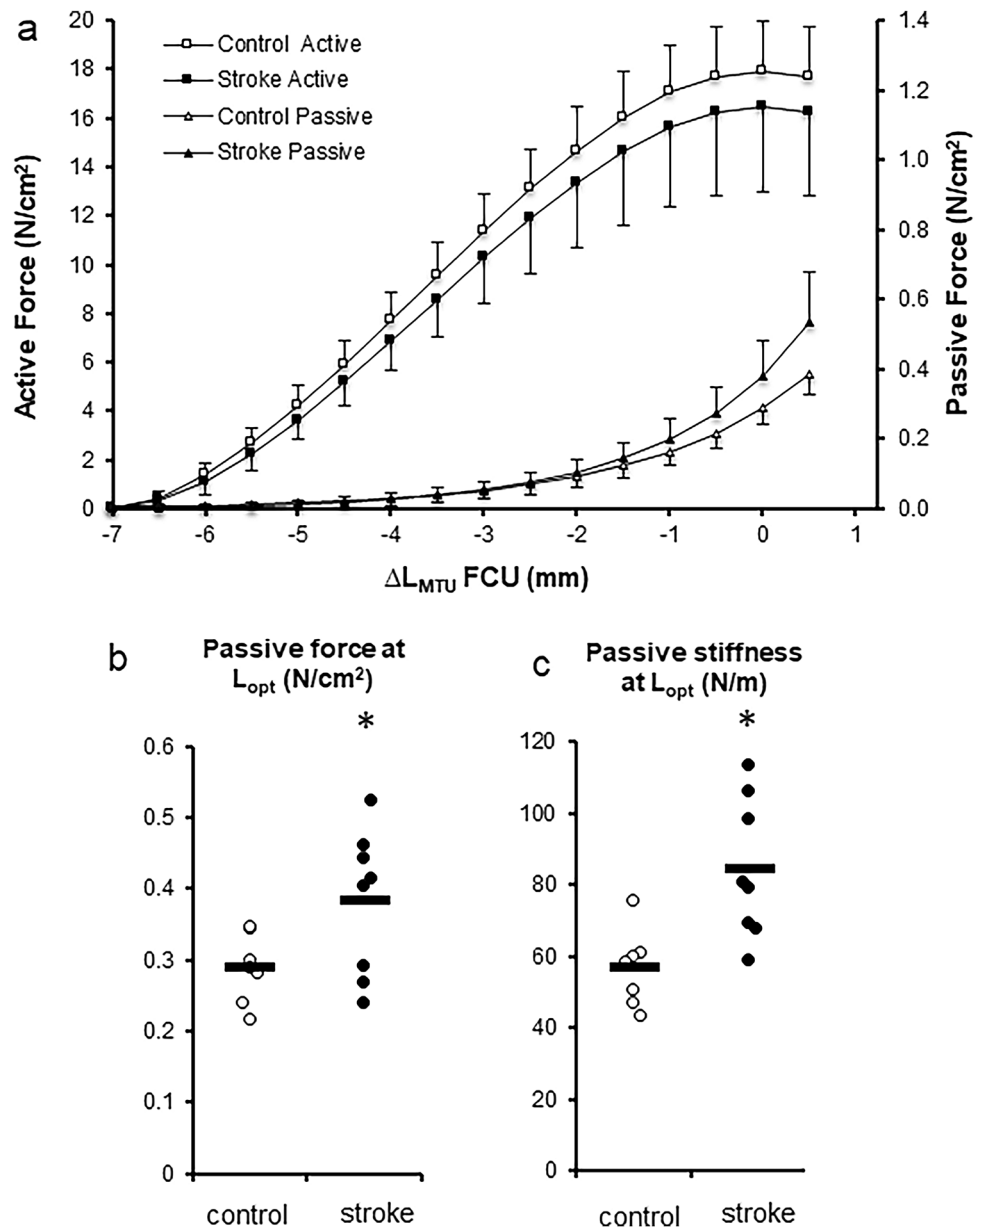 a
20
18
16
14
12
10
8
6
4
2
0
Active Force (N/cm²)
Control Active
Stroke Active
Control Passive
Stroke Passive
1.4
1.2
1.0
0.8
0.6
0.4
0.2
0.0
Passive Force (N/cm²)
-7 -6 -5 -4 -3 -2 -1 0 1
ΔL_MTU FCU (mm)
b
Passive force at
L_opt (N/cm²)
*
0.6
0.5
0.4
0.3
0.2
0.1
0
control stroke
c
Passive stiffness
at L_opt (N/m)
*
120
100
80
60
40
20
0
control stroke